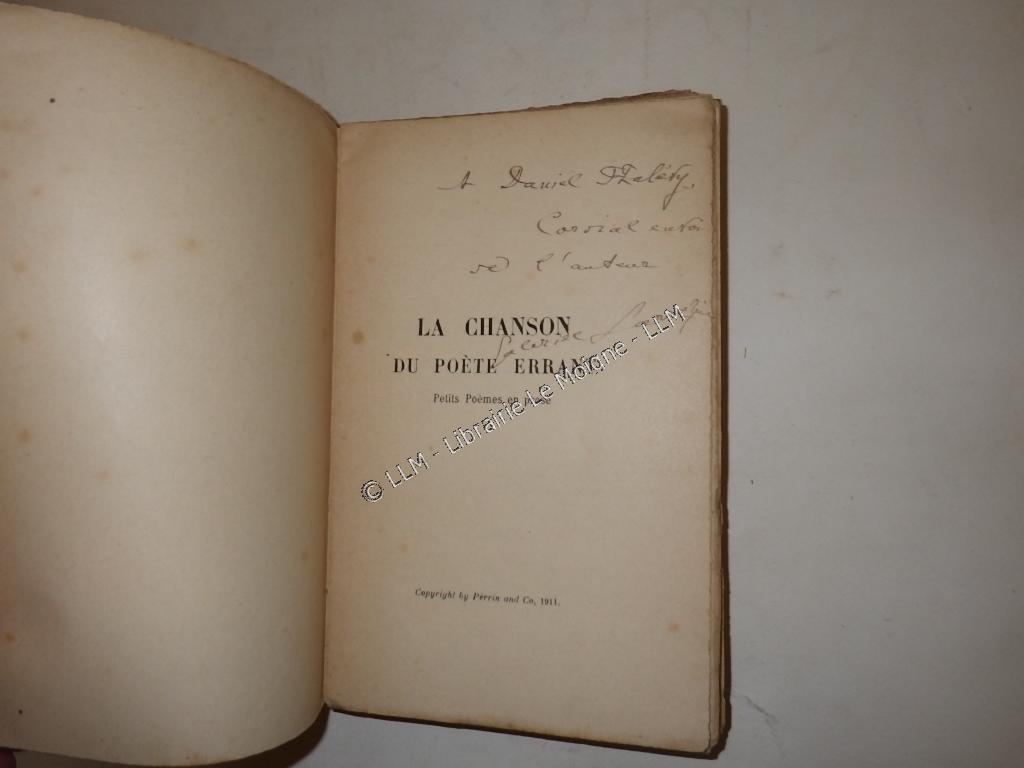 A Daniel Halévy,
Cordial envoi
de l'auteur
LA CHANSON
DU POÈTE ERRANT
Petits Poèmes en prose
© LLM - Librairie Le Moigne - LLM
Copyright by Perrin and Co, 1911.